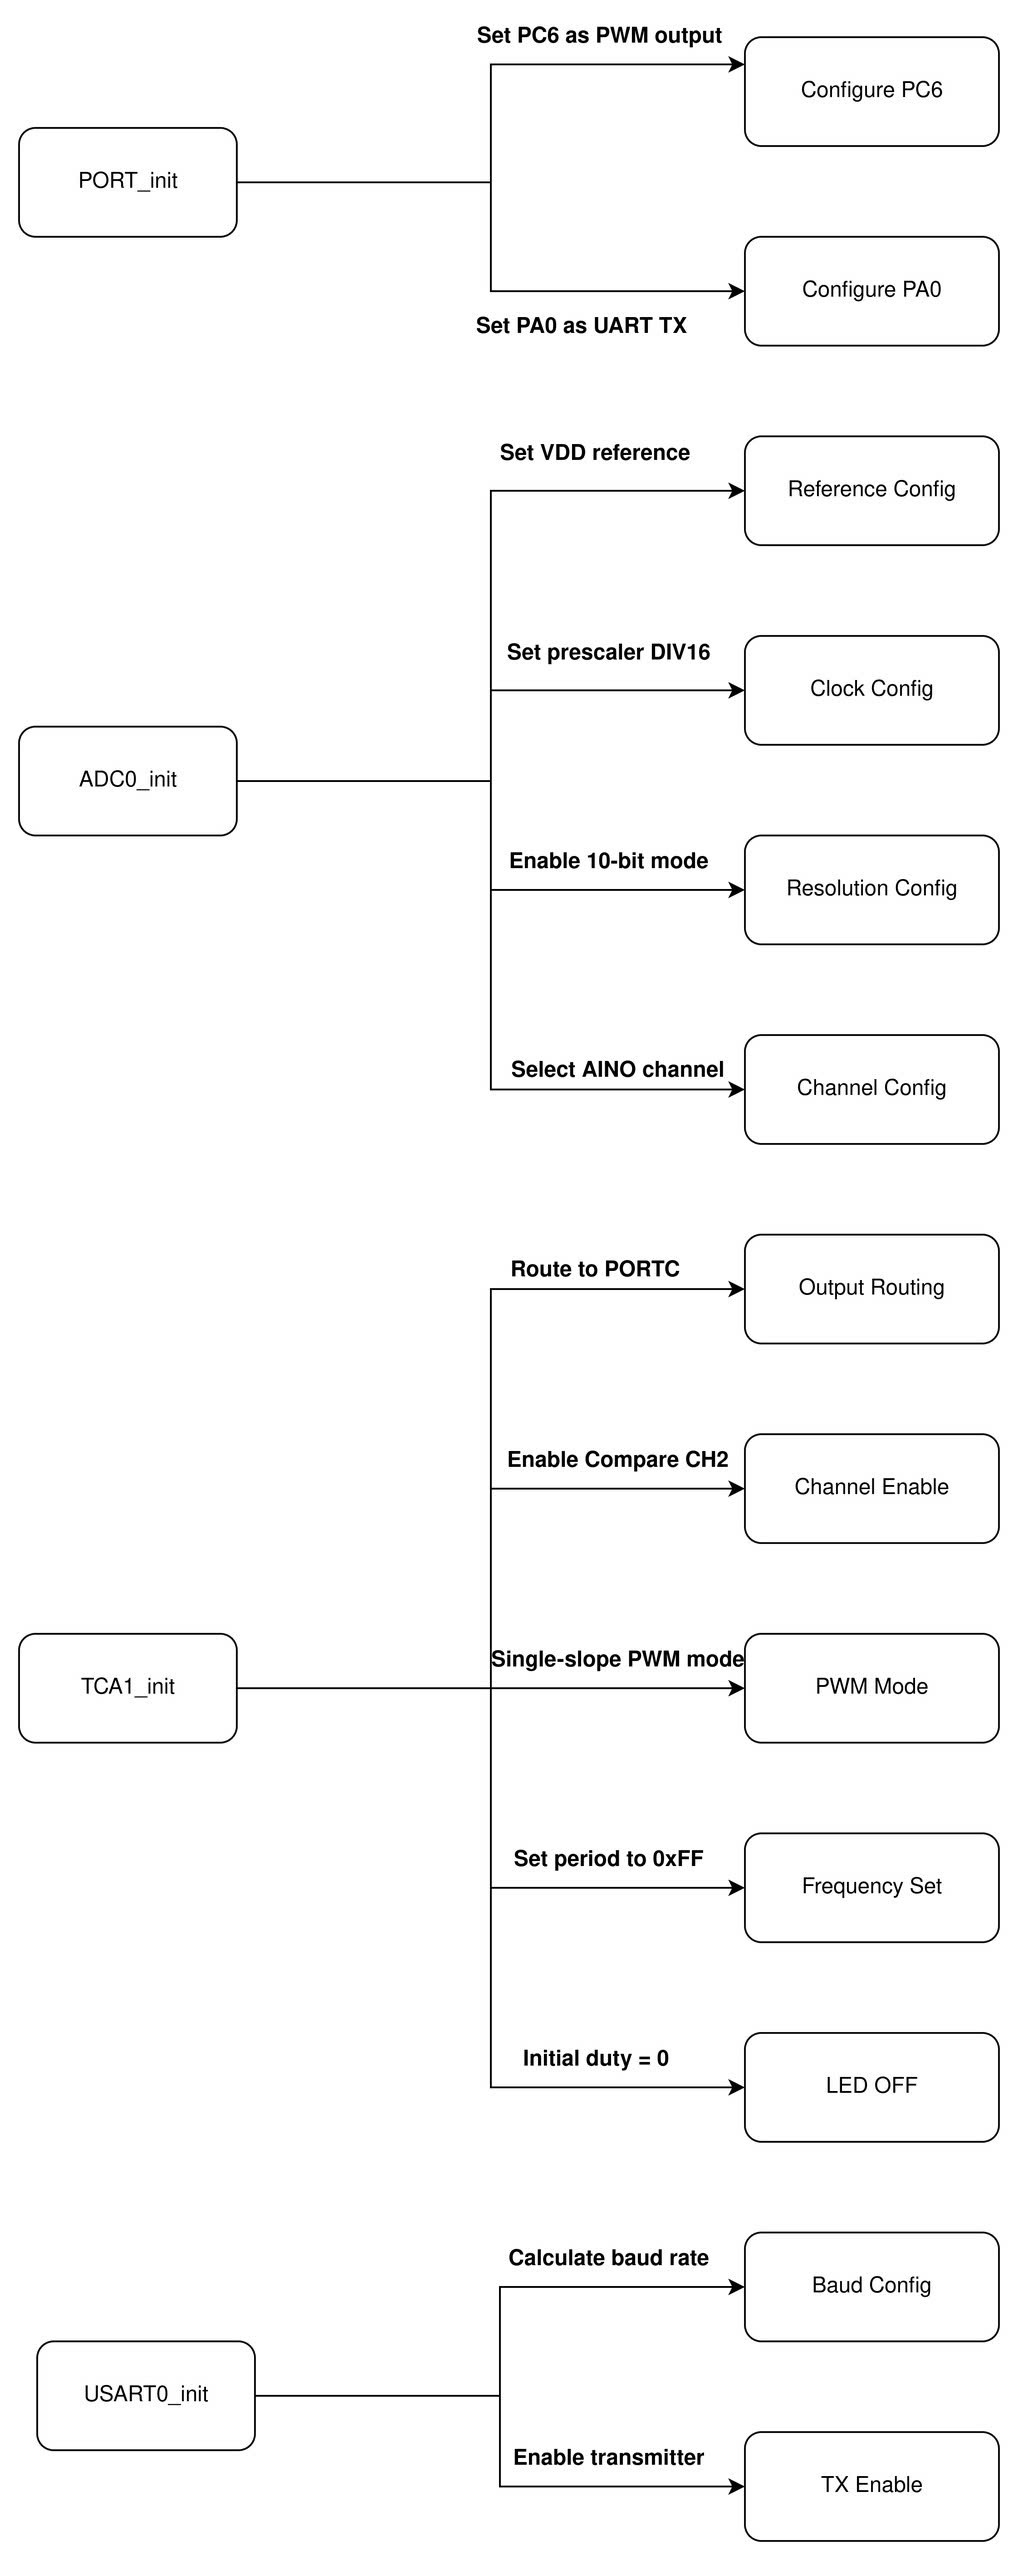 Set PC6 as PWM output
Configure PC6
PORT_init
Configure PA0
Set PA0 as UART TX
Set VDD reference
Reference Config
Set prescaler DIV16
Clock Config
ADC0_init
Enable 10-bit mode
Resolution Config
Select AINO channel
Channel Config
Route to PORTC
Output Routing
Enable Compare CH2
Channel Enable
Single-slope PWM mode
TCA1_init
PWM Mode
Set period to 0xFF
Frequency Set
Initial duty = 0
LED OFF
Calculate baud rate
Baud Config
USART0_init
Enable transmitter
TX Enable